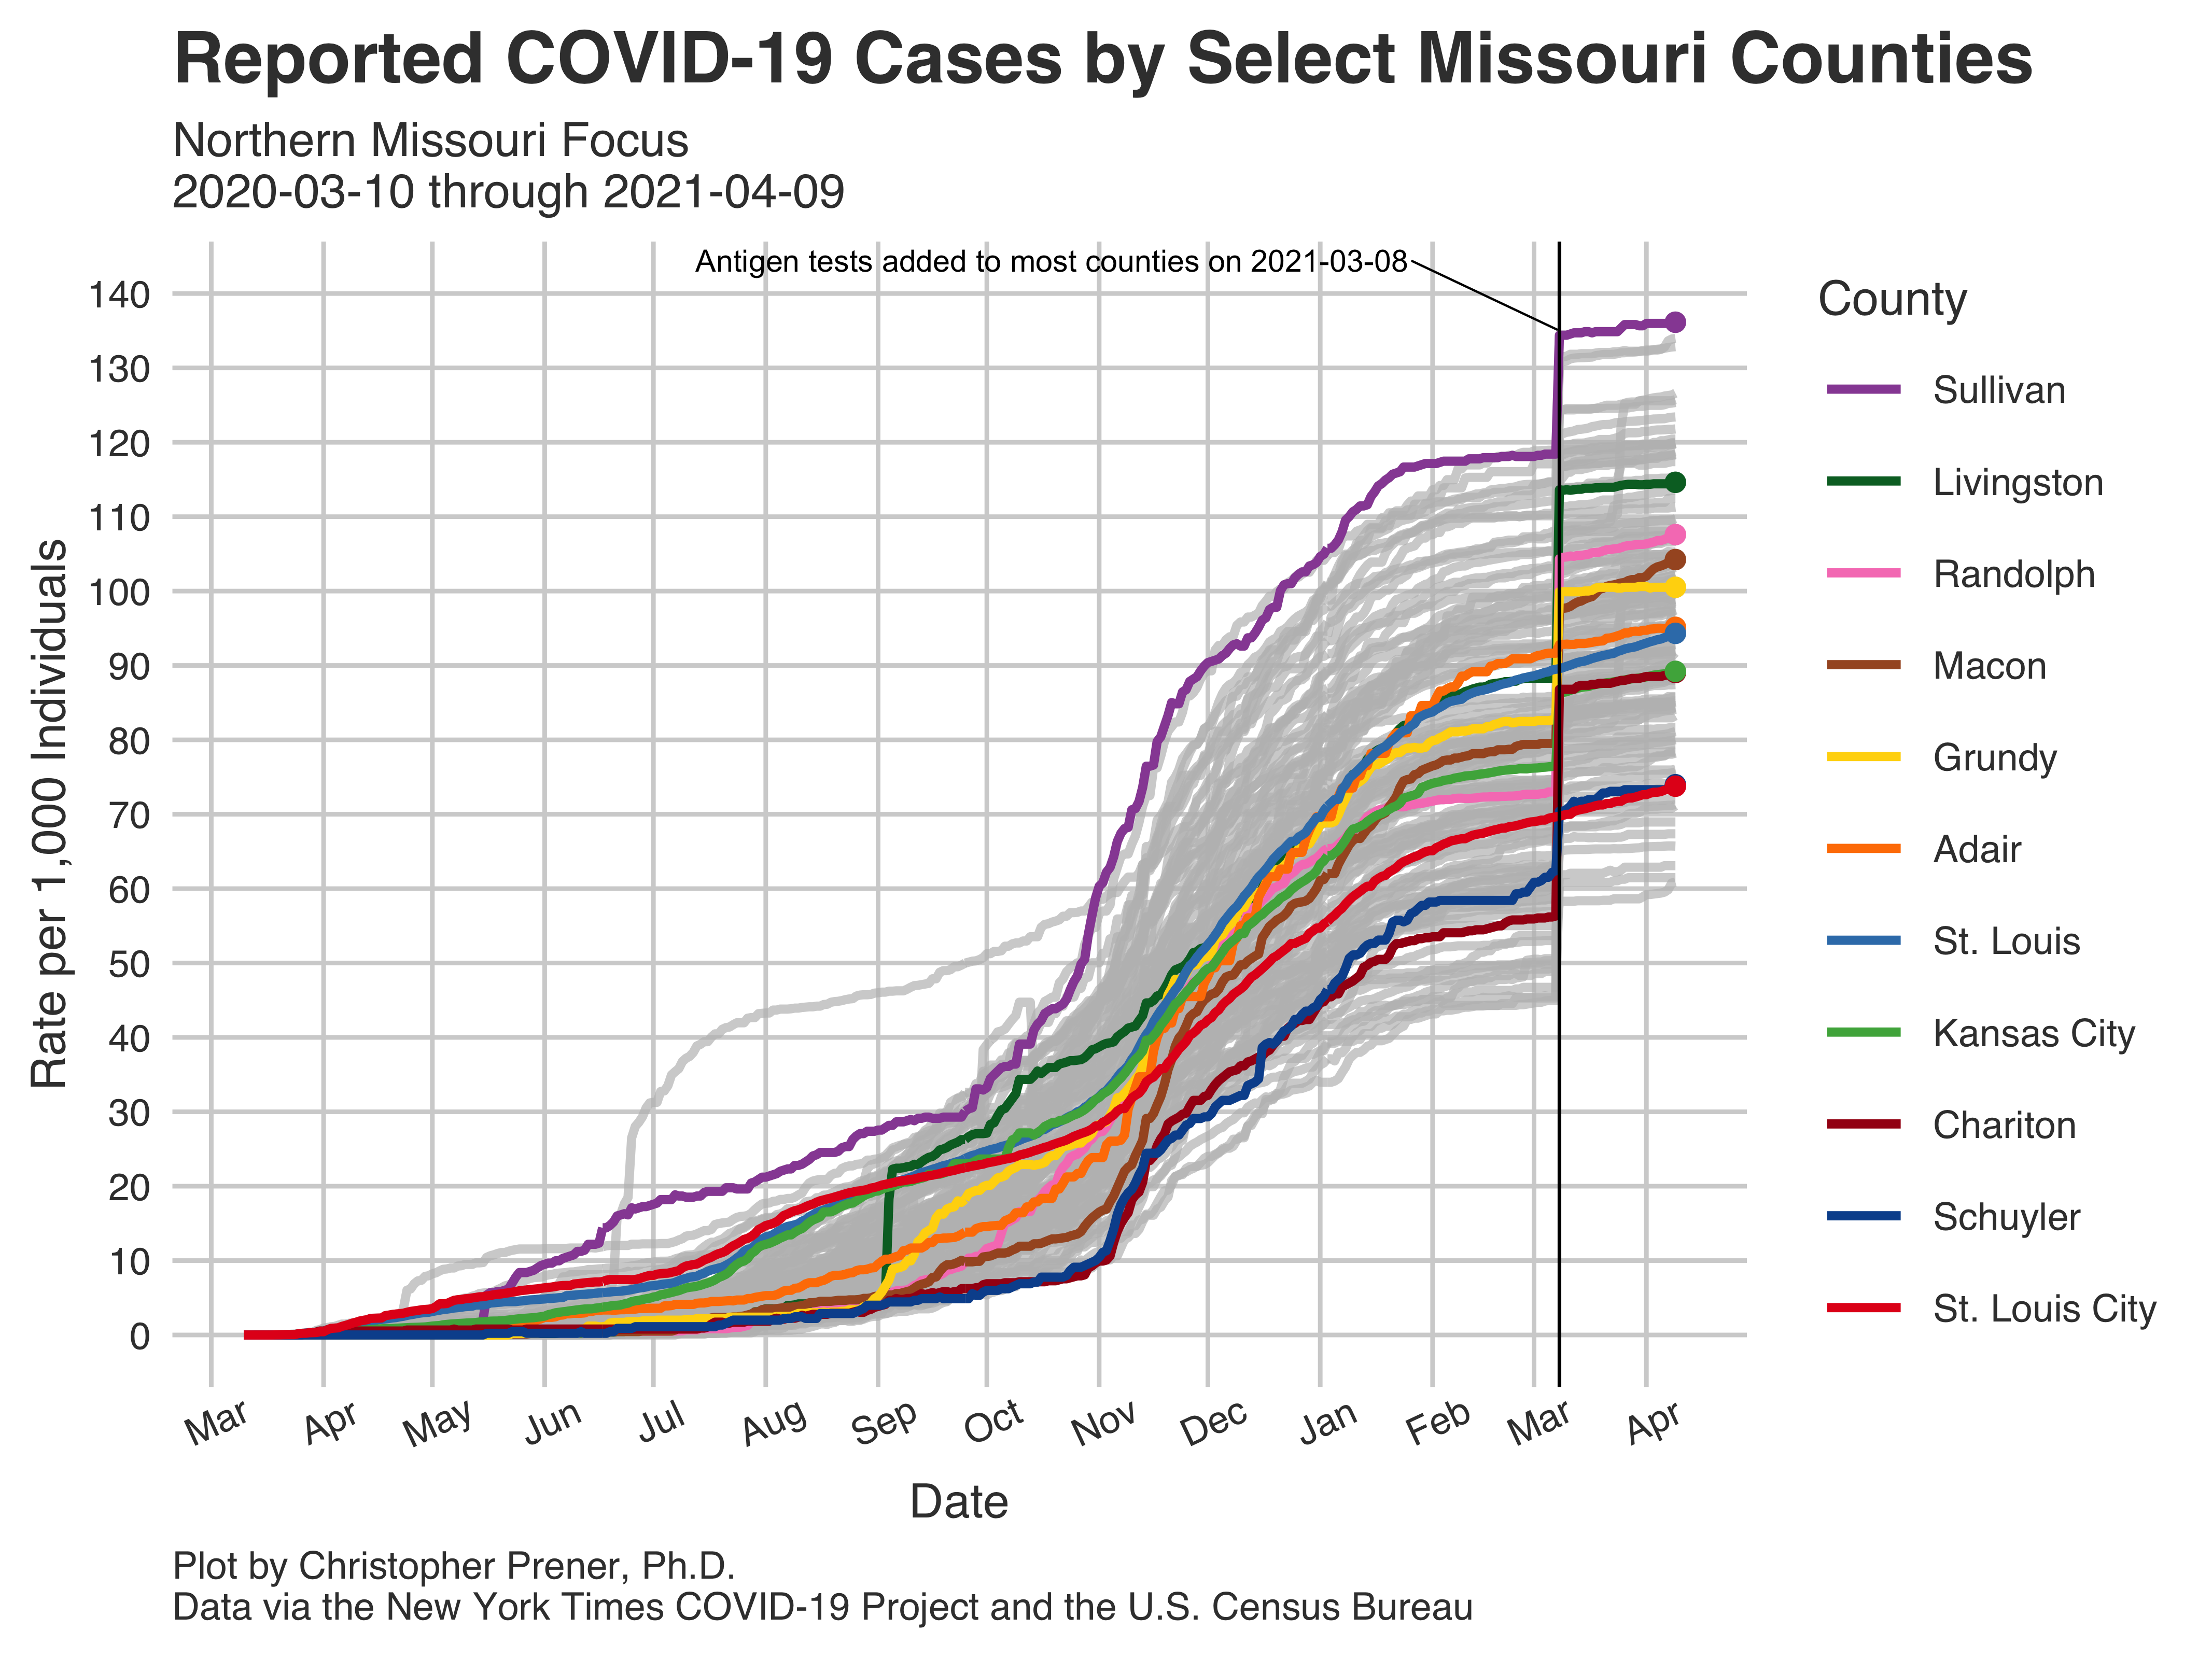 Reported COVID-19 Cases by Select Missouri Counties
Northern Missouri Focus
2020-03-10 through 2021-04-09
Antigen tests added to most counties on 2021-03-08
Rate per 1,000 Individuals
140
130
120
110
100
90
80
70
60
50
40
30
20
10
0
Mar
Apr
May
Jun
Jul
Aug
Sep
Oct
Nov
Dec
Jan
Feb
Mar
Apr
Date
County
Sullivan
Livingston
Randolph
Macon
Grundy
Adair
St. Louis
Kansas City
Chariton
Schuyler
St. Louis City
Plot by Christopher Prener, Ph.D.
Data via the New York Times COVID-19 Project and the U.S. Census Bureau